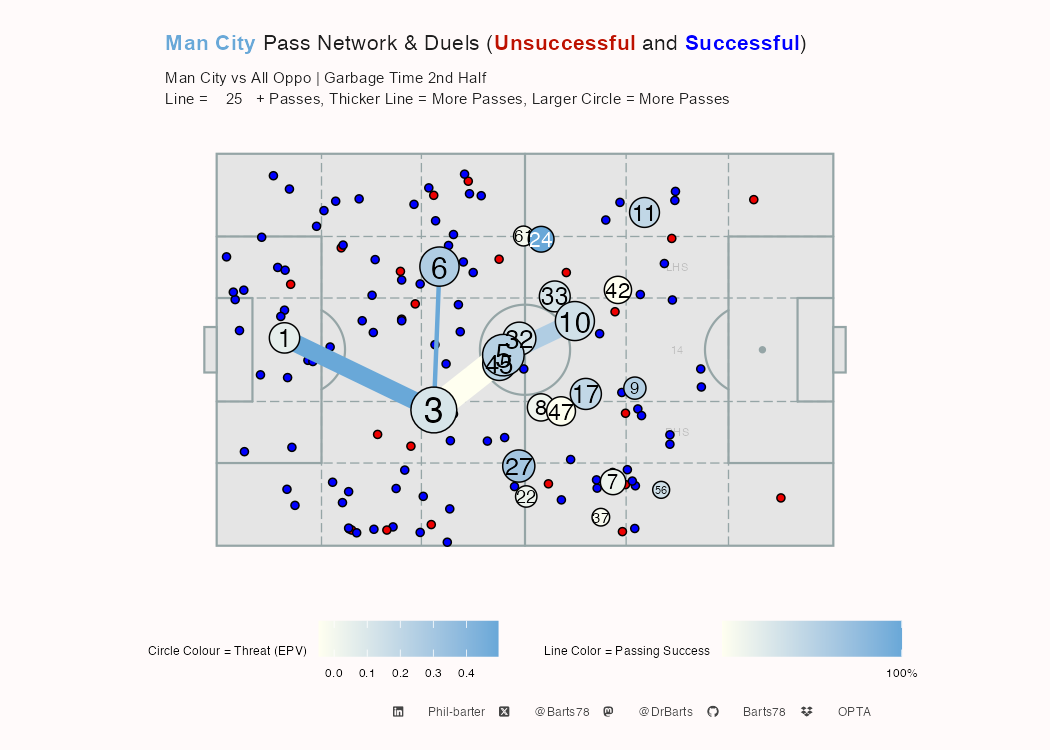 Man City Pass Network & Duels (Unsuccessful and Successful)
Man City vs All Oppo | Garbage Time 2nd Half
Line = 25 + Passes, Thicker Line = More Passes, Larger Circle = More Passes
11
61 24
6
LHS
42
33
10
1
32
14
5
45
9
17
3
8 47
RHS
27
7
56
22
37
Circle Colour = Threat (EPV)
0.0 0.1 0.2 0.3 0.4
Line Color = Passing Success
100%
Phil-barter @Barts78 @DrBarts Barts78 OPTA